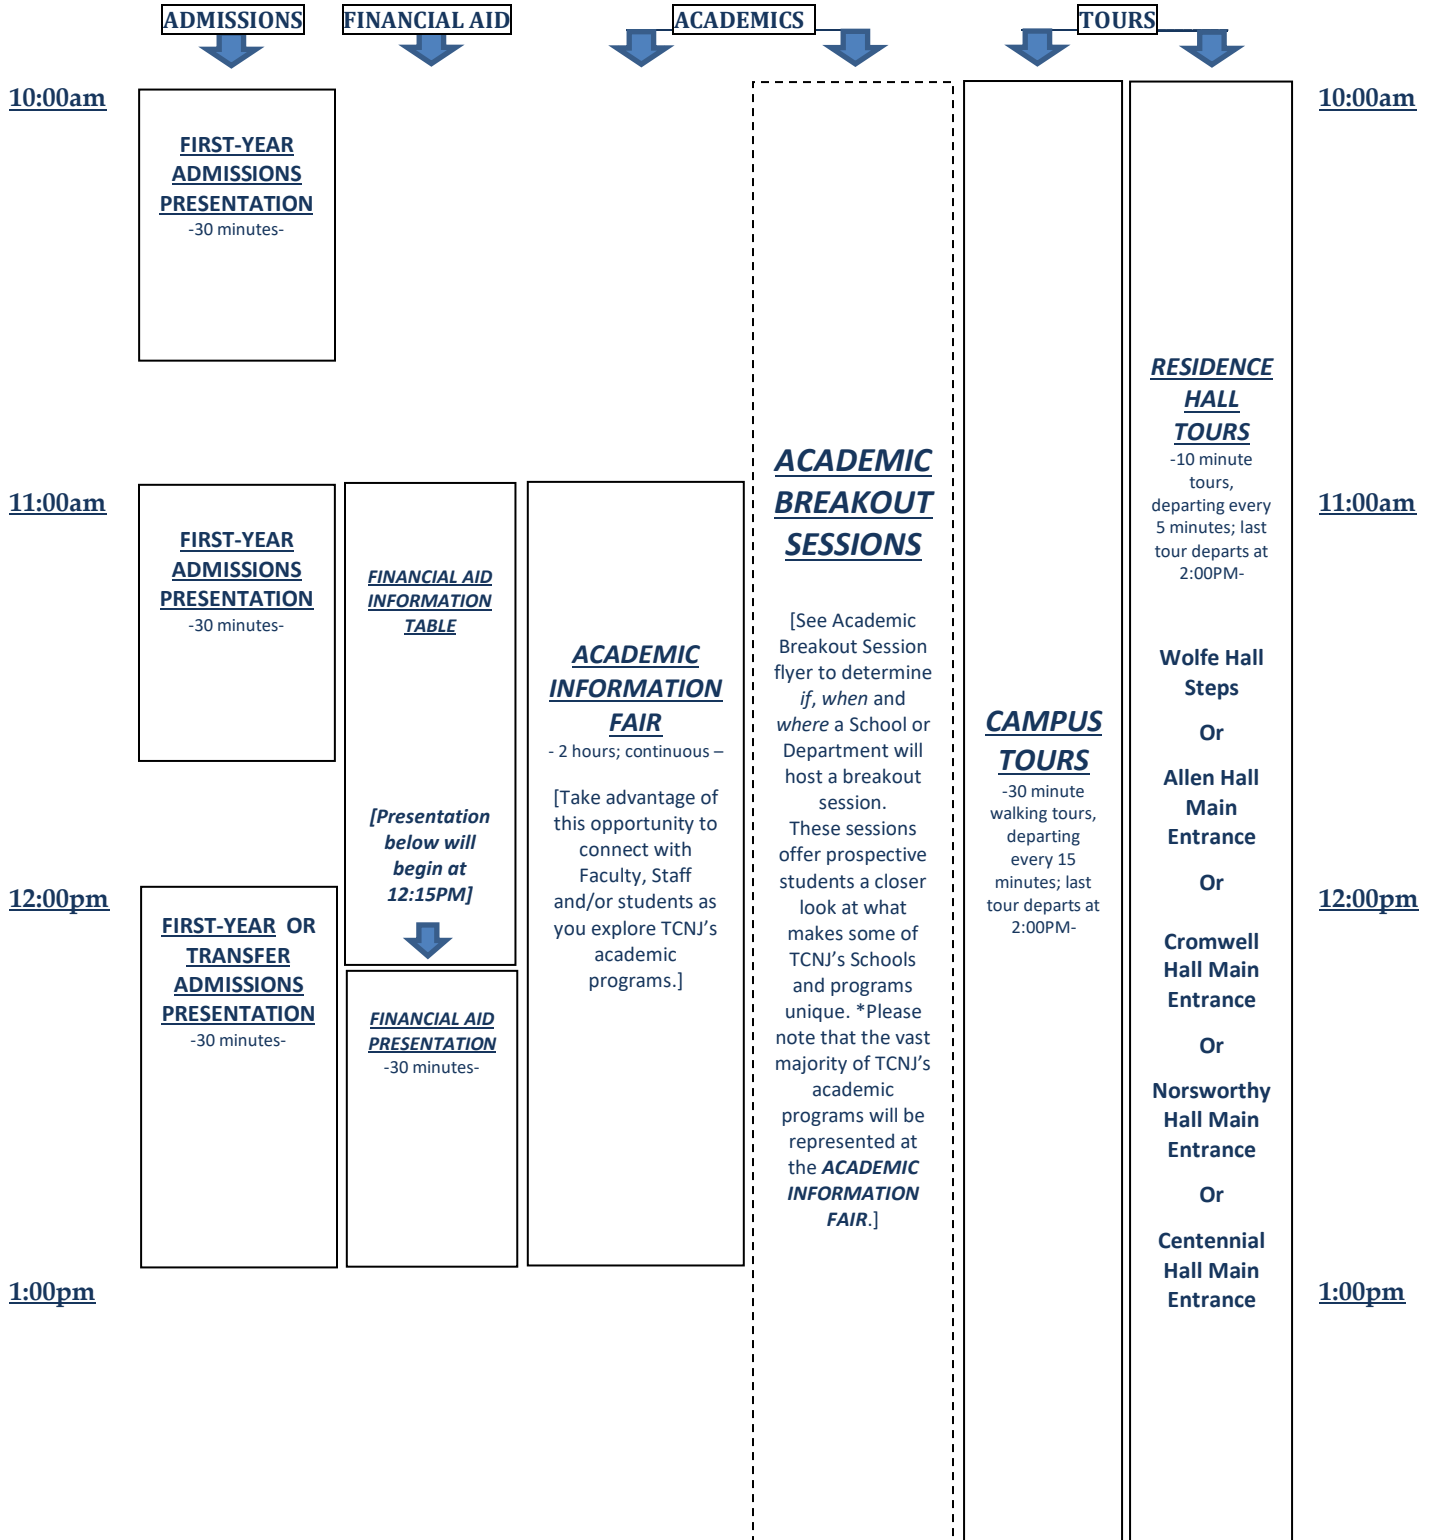 ADMISSIONS
FINANCIAL AID
ACADEMICS
TOURS
10:00am
10:00am
FIRST-YEAR
ADMISSIONS
PRESENTATION
-30 minutes-
11:00am
11:00am
FIRST-YEAR
ADMISSIONS
PRESENTATION
-30 minutes-
12:00pm
12:00pm
FIRST-YEAR OR
TRANSFER
ADMISSIONS
PRESENTATION
-30 minutes-
1:00pm
1:00pm
FINANCIAL AID
INFORMATION
TABLE
[Presentation
below will
begin at
12:15PM]
FINANCIAL AID
PRESENTATION
-30 minutes-
ACADEMIC
INFORMATION
FAIR
- 2 hours; continuous –
[Take advantage of
this opportunity to
connect with
Faculty, Staff
and/or students as
you explore TCNJ’s
academic
programs.]
ACADEMIC
BREAKOUT
SESSIONS
[See Academic
Breakout Session
flyer to determine
if, when and
where a School or
Department will
host a breakout
session.
These sessions
offer prospective
students a closer
look at what
makes some of
TCNJ’s Schools
and programs
unique. *Please
note that the vast
majority of TCNJ’s
academic
programs will be
represented at
the ACADEMIC
INFORMATION
FAIR.]
CAMPUS
TOURS
-30 minute
walking tours,
departing
every 15
minutes; last
tour departs at
2:00PM-
RESIDENCE
HALL
TOURS
-10 minute
tours,
departing every
5 minutes; last
tour departs at
2:00PM-
Wolfe Hall
Steps
Or
Allen Hall
Main
Entrance
Or
Cromwell
Hall Main
Entrance
Or
Norsworthy
Hall Main
Entrance
Or
Centennial
Hall Main
Entrance